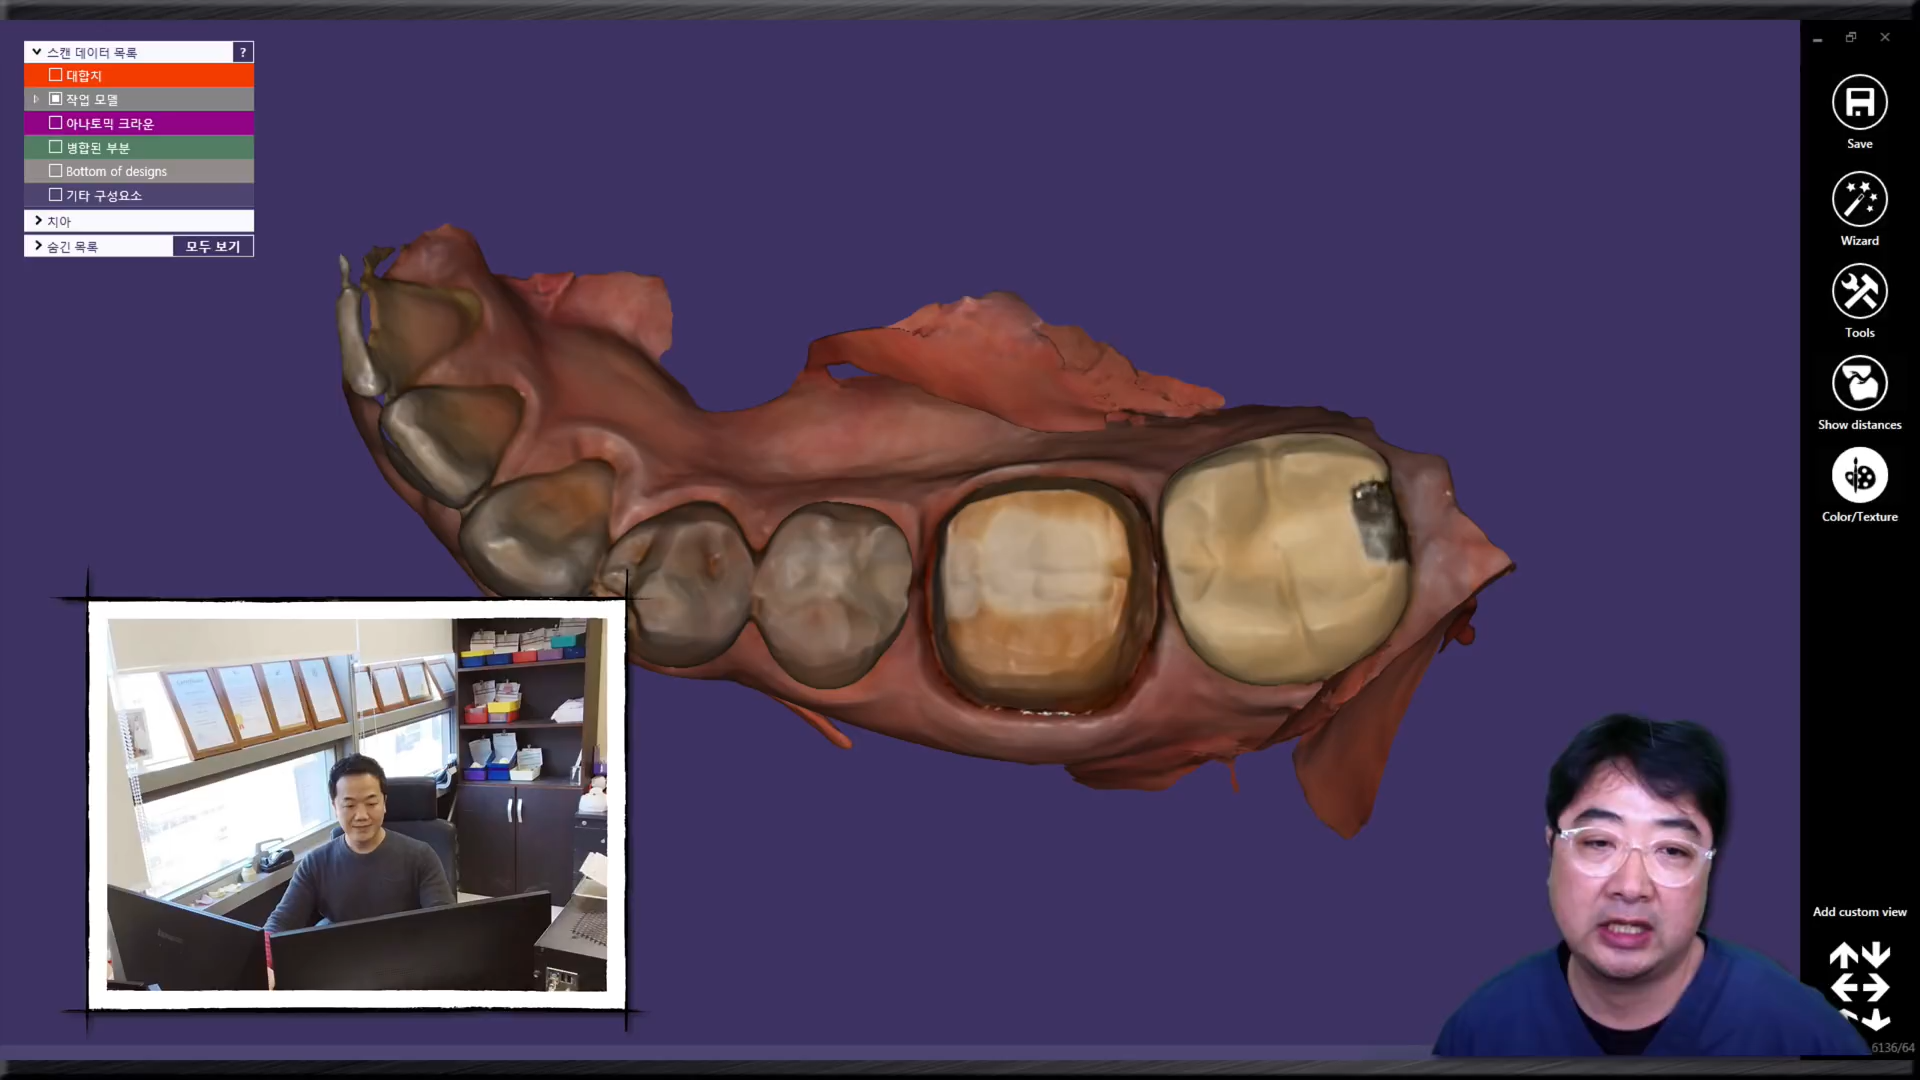 스캔 데이터 목록 ?
대합치
작업 모델
아나토믹 크라운
병합된 부분
Bottom of designs
기타 구성요소
치아
숨긴 목록 모두 보기
Save
Wizard
Tools
Show distances
Color/Texture
Add custom view
6136/64